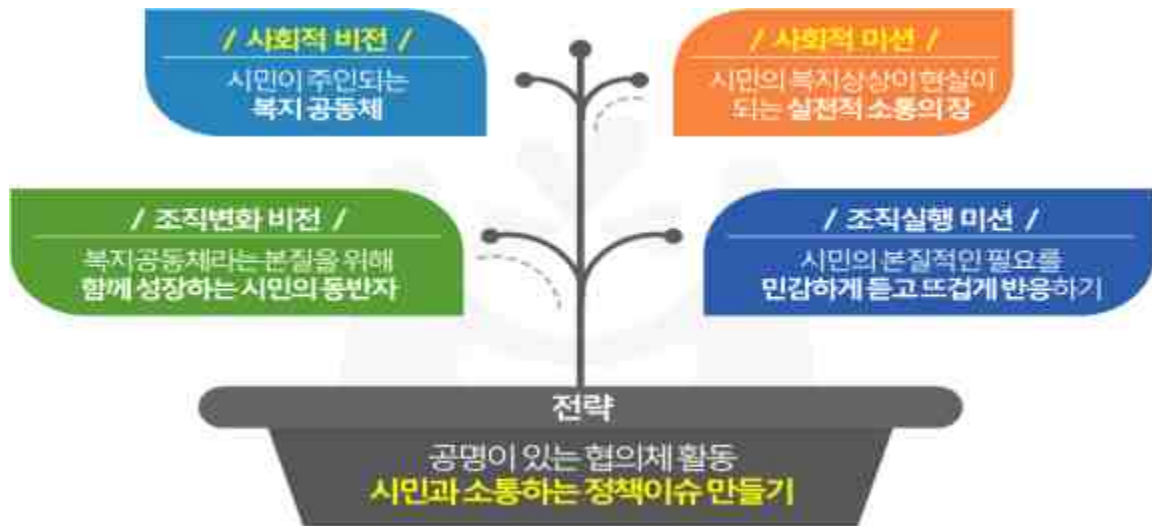 / 사회적 비전 /
시민이 주인되는
복지 공동체
/ 사회적 미션 /
시민의 복지상상이 현실이
되는 실전적 소통의 장
/ 조직변화 비전 /
복지공동체라는 본질을 위해
함께 성장하는 시민의 동반자
/ 조직실행 미션 /
시민의 본질적인 필요를
민감하게 듣고 뜨겁게 반응하기
전략
공명이 있는 협의체 활동
시민과 소통하는 정책이슈 만들기